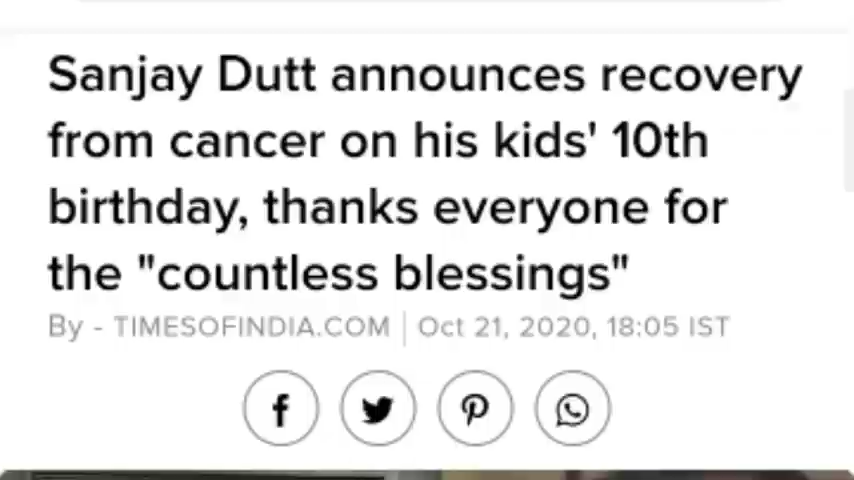 Sanjay Dutt announces recovery
from cancer on his kids' 10th
birthday, thanks everyone for
the "countless blessings"
By - TIMESOFINDIA.COM | Oct 21, 2020, 18:05 IST